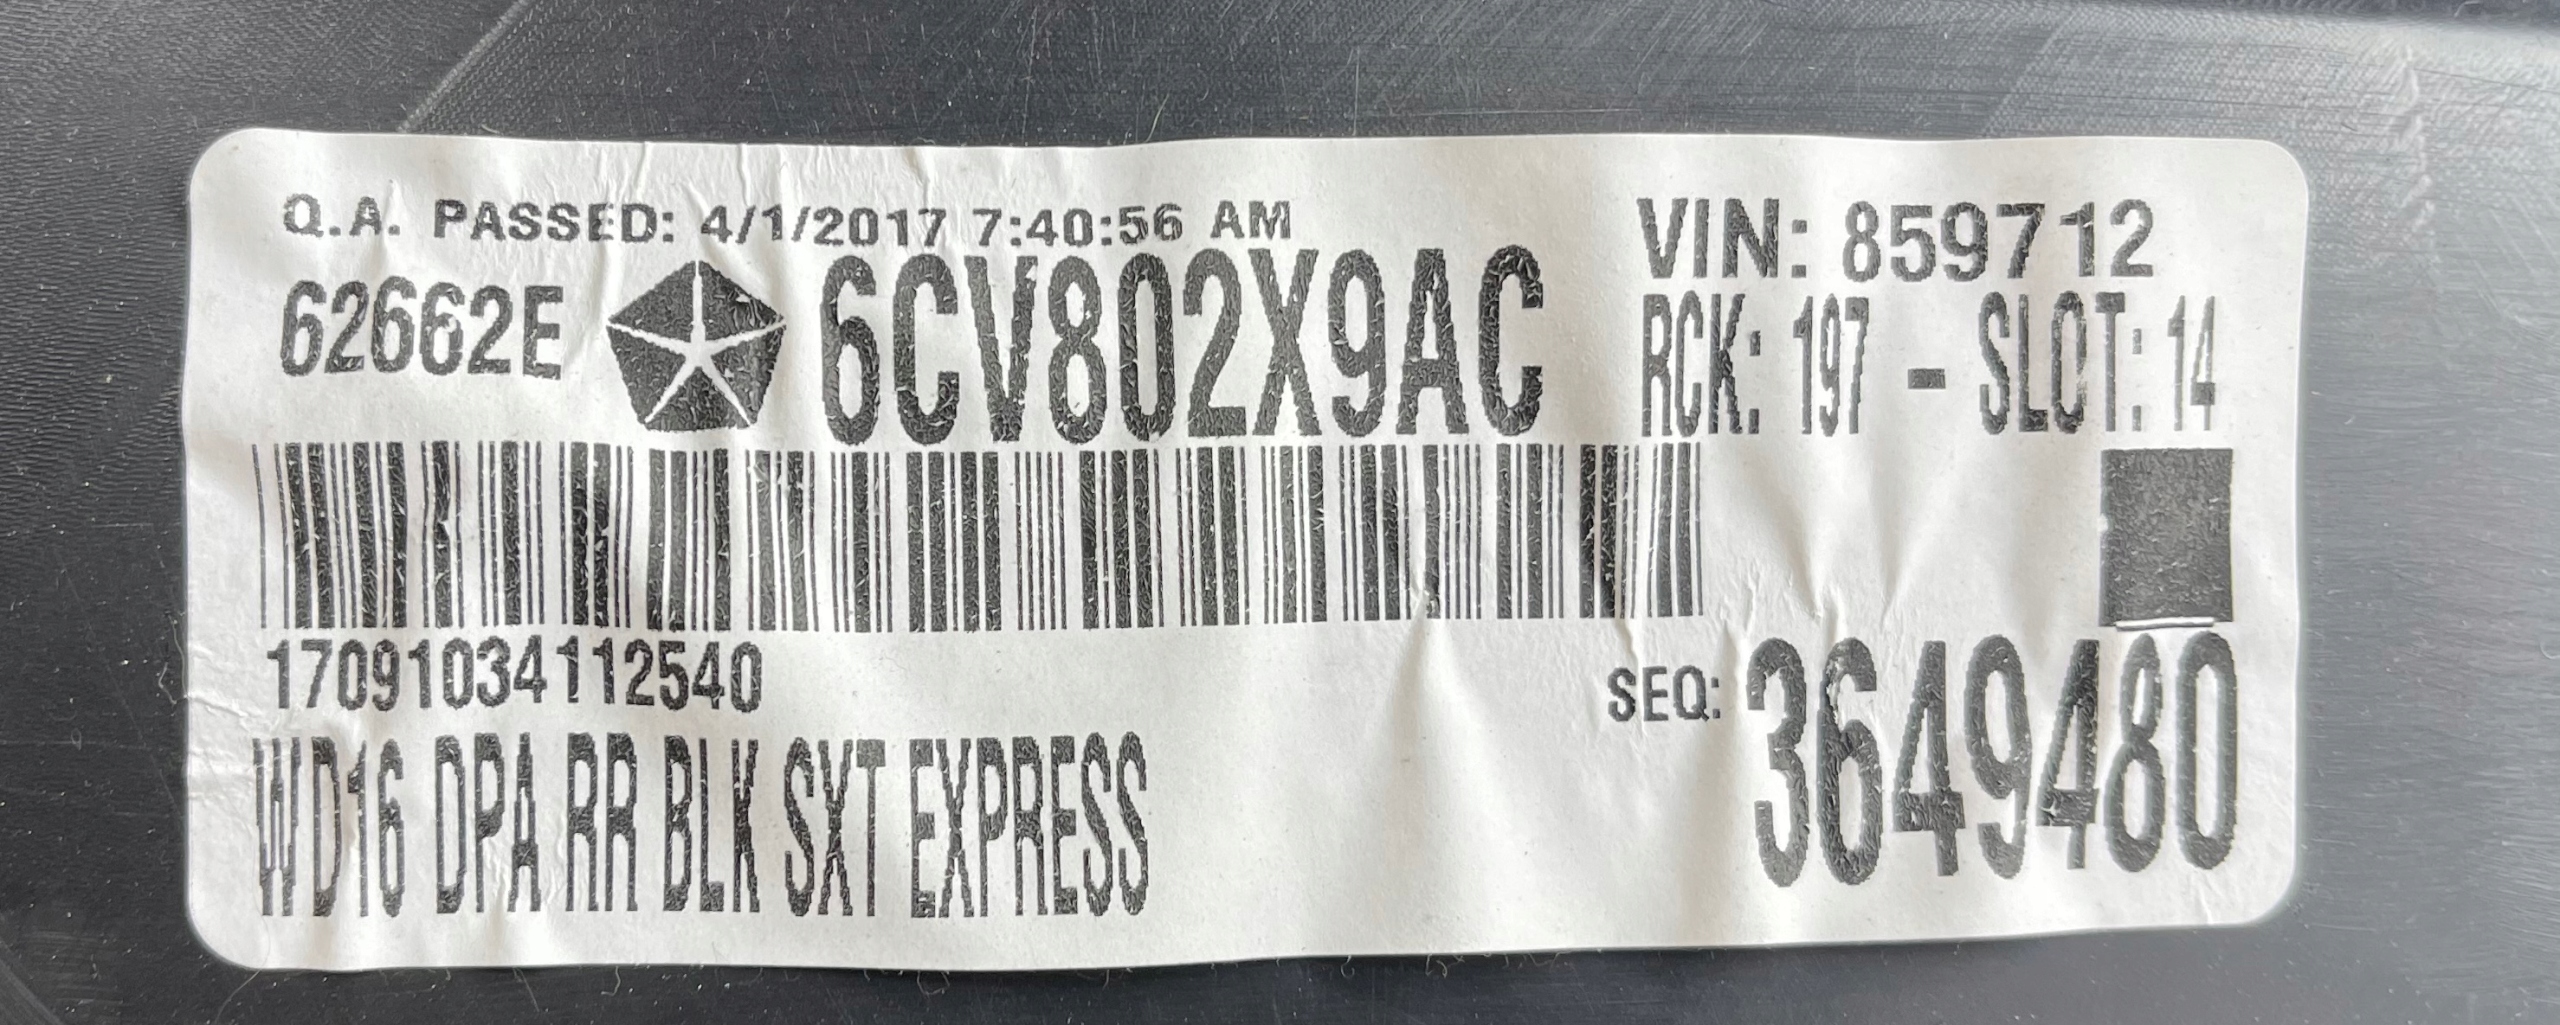 Q.A. PASSED: 4/1/2017 7:40:56 AM
VIN: 859712
62662E 6CV802X9AC
RCK: 197 - SLOT: 14
17091034112540
SEQ: 3649480
WD16 DPA RR BLK SXT EXPRESS